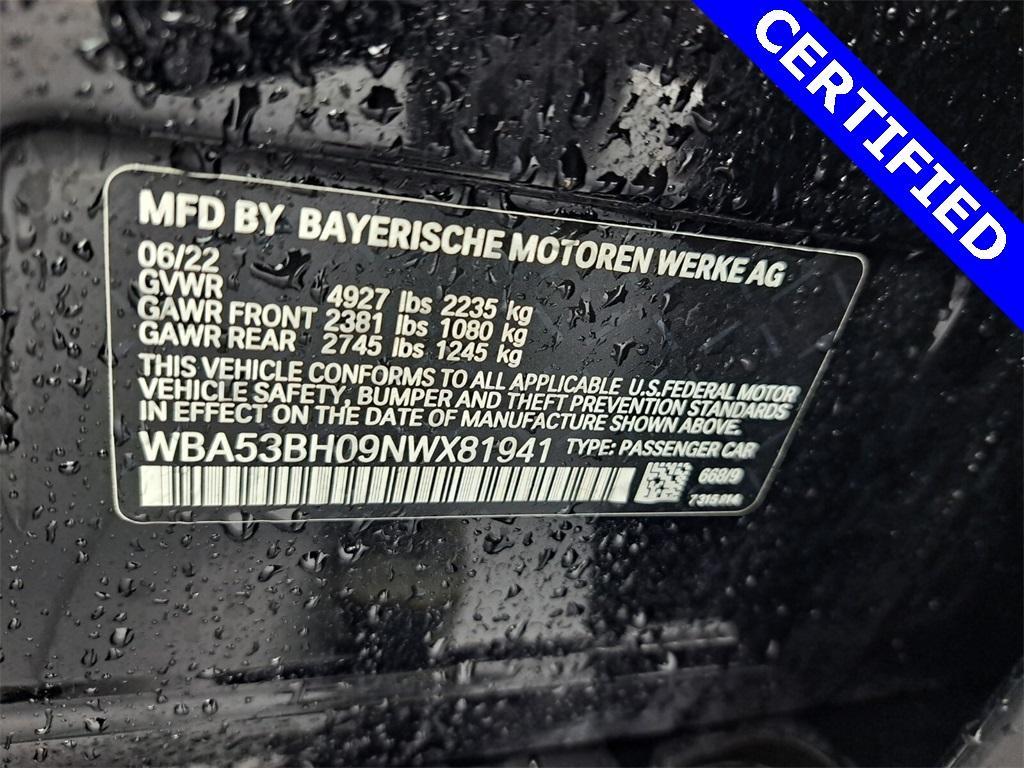 CERTIFIED
MFD BY BAYERISCHE MOTOREN WERKE AG
06/22
GVWR 4927 lbs 2235 kg
GAWR FRONT 2381 lbs 1080 kg
GAWR REAR 2745 lbs 1245 kg
THIS VEHICLE CONFORMS TO ALL APPLICABLE U.S.FEDERAL MOTOR
VEHICLE SAFETY, BUMPER AND THEFT PREVENTION STANDARDS
IN EFFECT ON THE DATE OF MANUFACTURE SHOWN ABOVE.
WBA53BH09NWX81941 TYPE: PASSENGER CAR
668/9